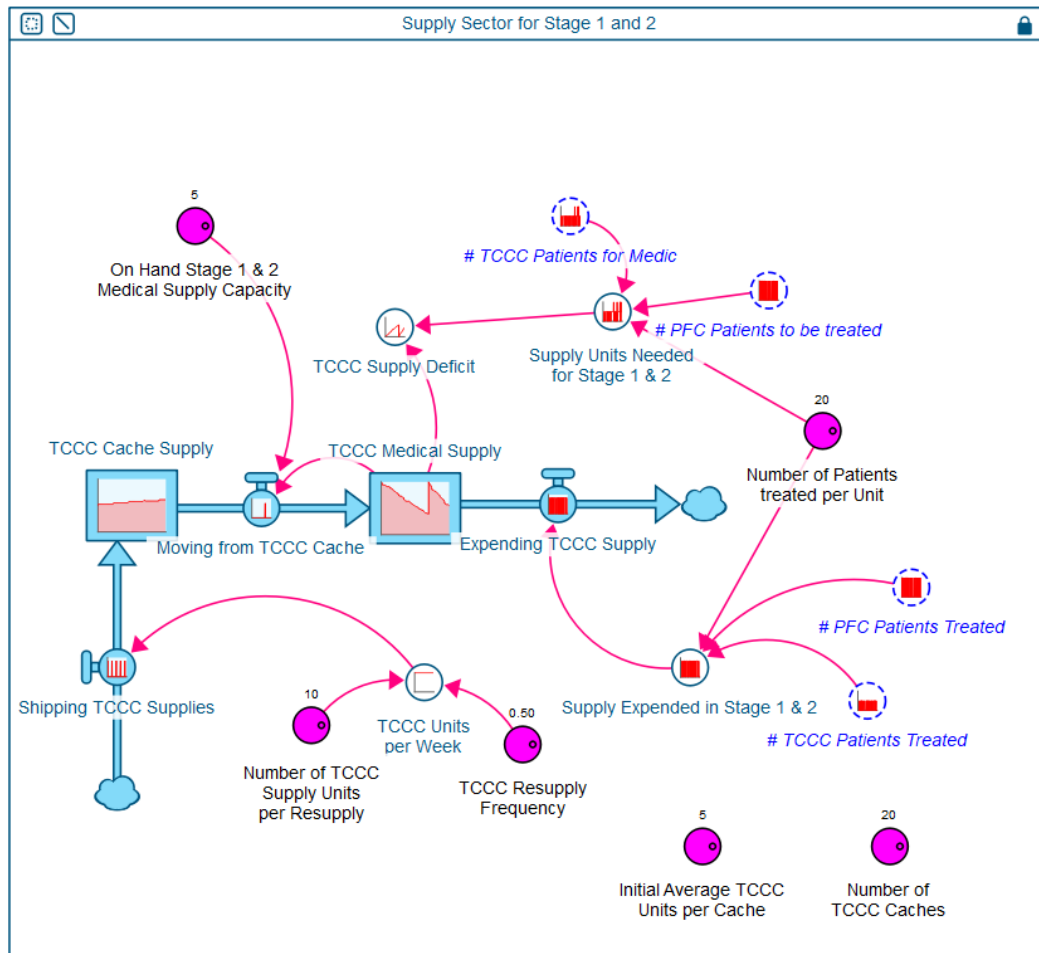 Supply Sector for Stage 1 and 2
5
On Hand Stage 1 & 2
Medical Supply Capacity
# TCCC Patients for Medic
# PFC Patients to be treated
TCCC Supply Deficit
Supply Units Needed
for Stage 1 & 2
20
Number of Patients
treated per Unit
TCCC Cache Supply
TCCC Medical Supply
Moving from TCCC Cache
Expending TCCC Supply
# PFC Patients Treated
Shipping TCCC Supplies
10
Number of TCCC
Supply Units
per Resupply
TCCC Units
per Week
0.50
TCCC Resupply
Frequency
Supply Expended in Stage 1 & 2
# TCCC Patients Treated
5
Initial Average TCCC
Units per Cache
20
Number of
TCCC Caches